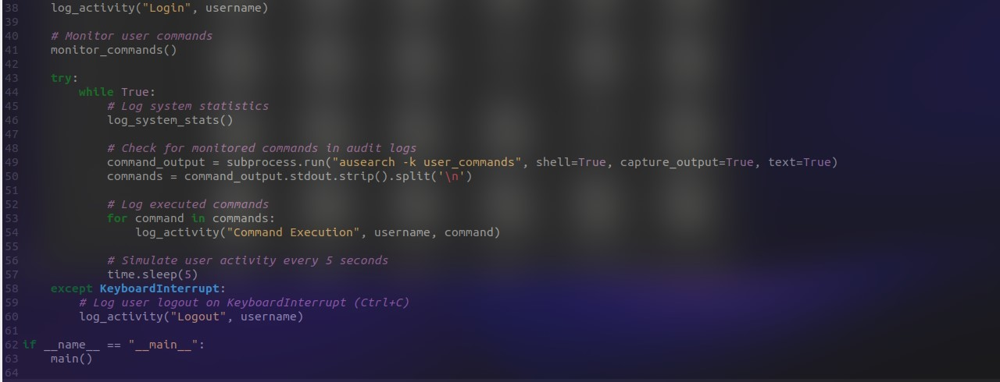 38 log_activity("Login", username)
39
40 # Monitor user commands
41 monitor_commands()
42
43 try:
44 while True:
45 # Log system statistics
46 log_system_stats()
47
48 # Check for monitored commands in audit logs
49 command_output = subprocess.run("ausearch -k user_commands", shell=True, capture_output=True, text=True)
50 commands = command_output.stdout.strip().split('\n')
51
52 # Log executed commands
53 for command in commands:
54 log_activity("Command Execution", username, command)
55
56 # Simulate user activity every 5 seconds
57 time.sleep(5)
58 except KeyboardInterrupt:
59 # Log user logout on KeyboardInterrupt (Ctrl+C)
60 log_activity("Logout", username)
61
62 if __name__ == "__main__":
63 main()
64